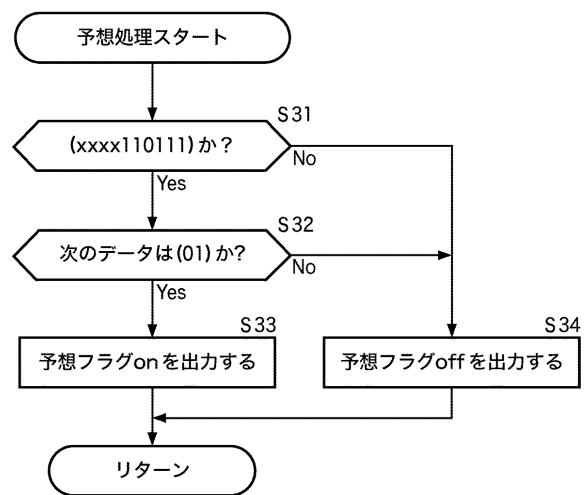 予想処理スタート
S31
(xxxx110111)か?
No
Yes
S32
次のデータは(01)か?
No
Yes
S33
予想フラグonを出力する
S34
予想フラグoffを出力する
リターン